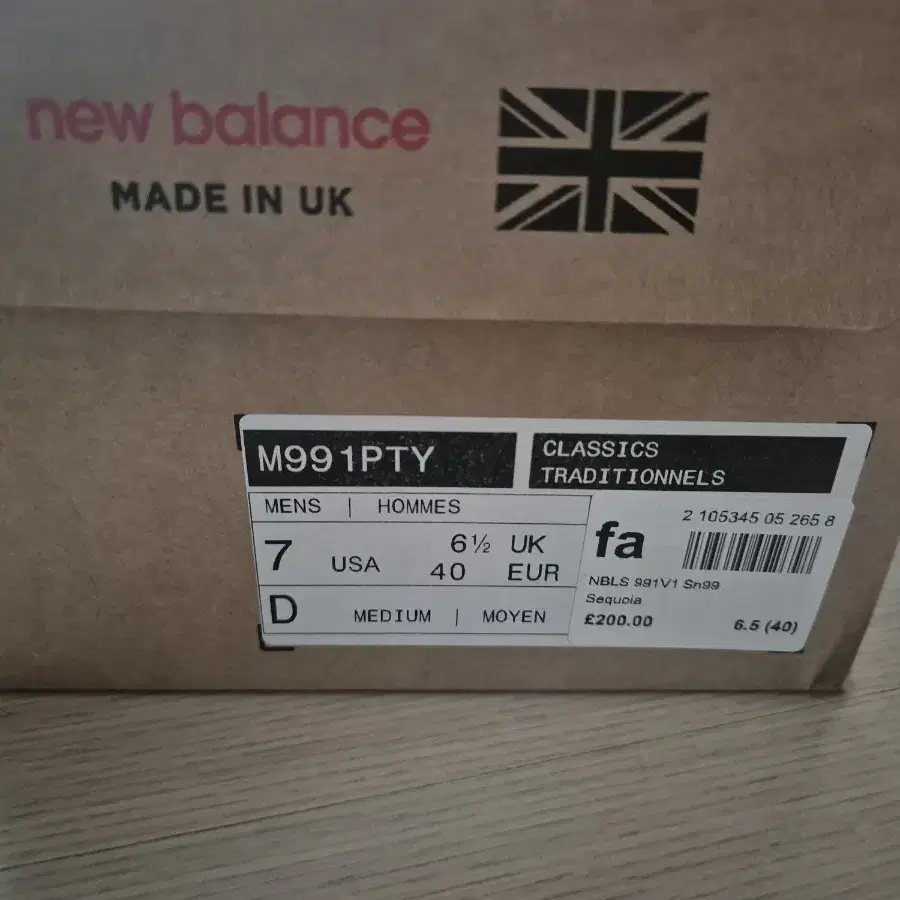 new balance
MADE IN UK
M991PTY
CLASSICS
TRADITIONNELS
MENS | HOMMES
7 USA 6½ UK
40 EUR
D MEDIUM | MOYEN
fa
2 105345 05 265 8
NBLS 991V1 Sn99
Sequoia
£200.00 6.5 (40)